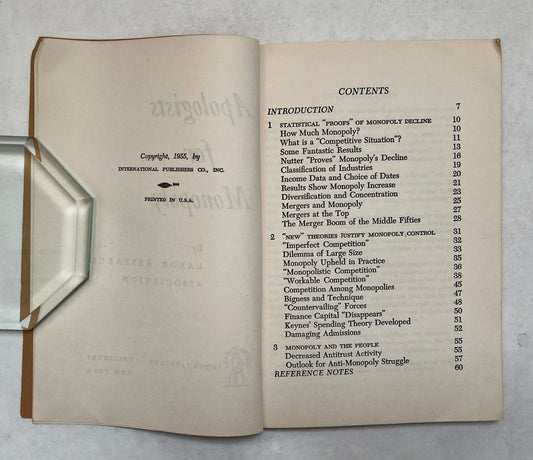 Copyright, 1955, by
INTERNATIONAL PUBLISHERS CO., INC.
PRINTED IN U.S.A.
CONTENTS
INTRODUCTION 7
1 STATISTICAL "PROOFS" OF MONOPOLY DECLINE 10
How Much Monopoly? 10
What is a "Competitive Situation"? 11
Some Fantastic Results 13
Nutter "Proves" Monopoly's Decline 16
Classification of Industries 19
Income Data and Choice of Dates 20
Results Show Monopoly Increase 21
Diversification and Concentration 25
Mergers and Monopoly 25
Mergers at the Top 27
The Merger Boom of the Middle Fifties 28
2 "NEW" THEORIES JUSTIFY MONOPOLY CONTROL 31
"Imperfect Competition" 32
Dilemma of Large Size 35
Monopoly Upheld in Practice 36
"Monopolistic Competition" 38
"Workable Competition" 40
Competition Among Monopolies 45
Bigness and Technique 47
"Countervailing" Forces 48
Finance Capital "Disappears" 50
Keynes' Spending Theory Developed 51
Damaging Admissions 52
3 MONOPOLY AND THE PEOPLE 55
Decreased Antitrust Activity 55
Outlook for Anti-Monopoly Struggle 57
REFERENCE NOTES 60